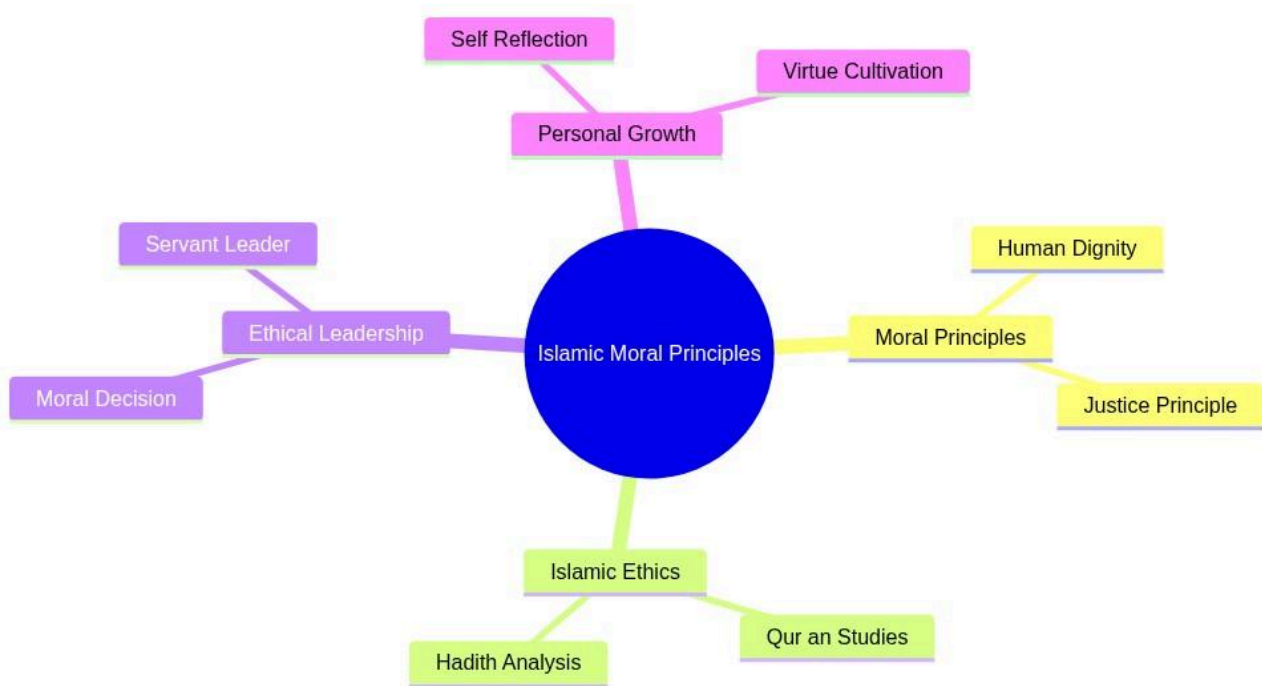 Self Reflection
Virtue Cultivation
Personal Growth
Servant Leader
Human Dignity
Ethical Leadership
Moral Principles
Islamic Moral Principles
Moral Decision
Justice Principle
Islamic Ethics
Qur an Studies
Hadith Analysis